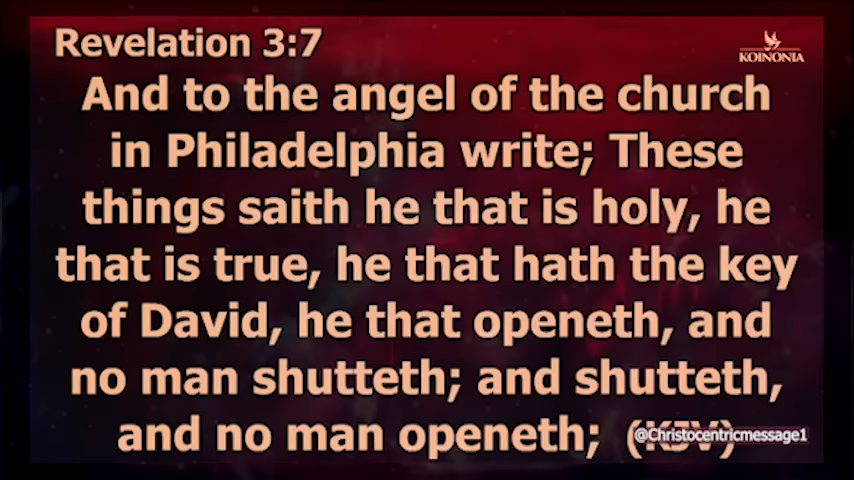 Revelation 3:7
KOINONIA
And to the angel of the church
in Philadelphia write; These
things saith he that is holy, he
that is true, he that hath the key
of David, he that openeth, and
no man shutteth; and shutteth,
and no man openeth; (KJV)
@Christocentricmessage1